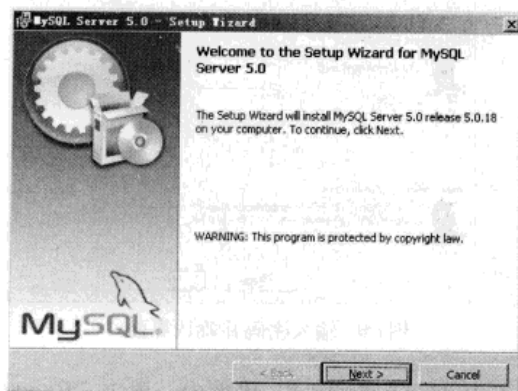 MySQL Server 5.0 - Setup Wizard
Welcome to the Setup Wizard for MySQL
Server 5.0
The Setup Wizard will install MySQL Server 5.0 release 5.0.18
on your computer. To continue, click Next.
WARNING: This program is protected by copyright law.
MySQL.
< Back
Next >
Cancel